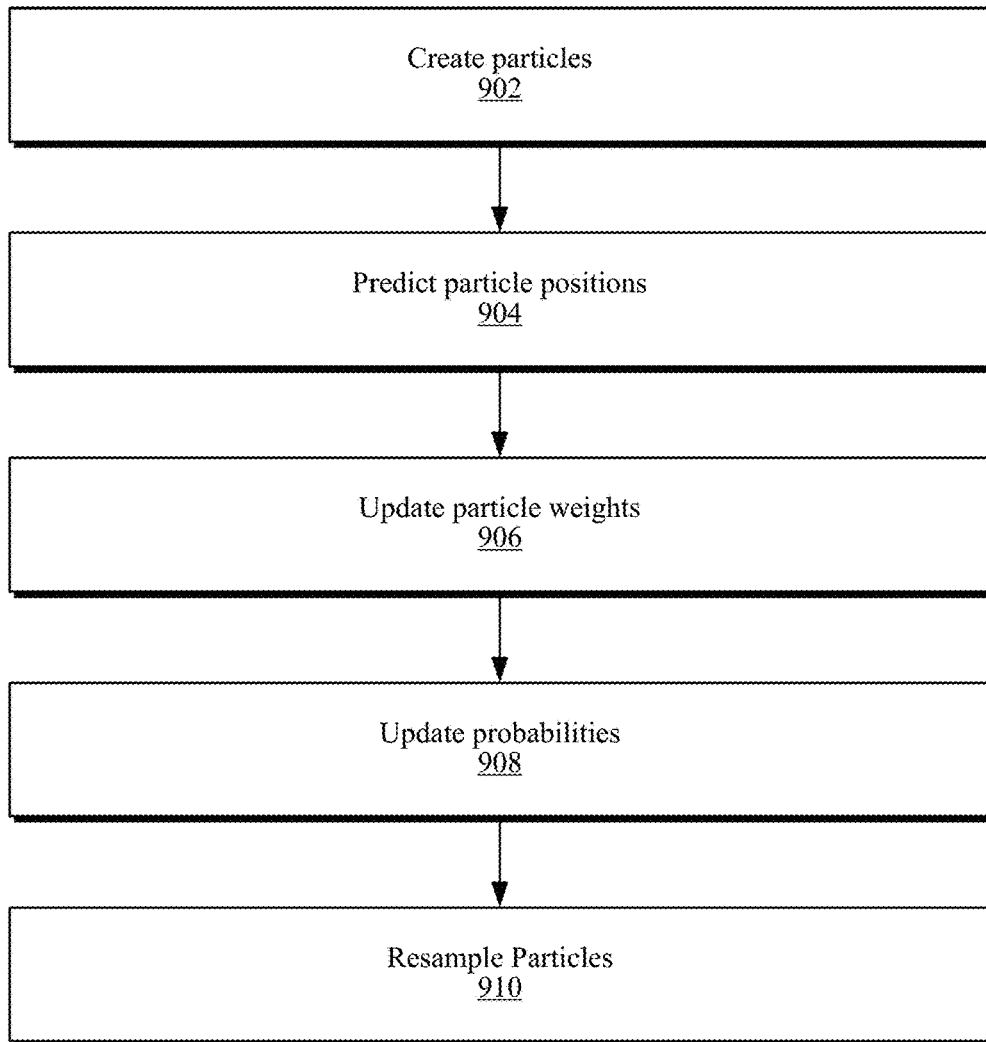 Create particles
902
Predict particle positions
904
Update particle weights
906
Update probabilities
908
Resample Particles
910